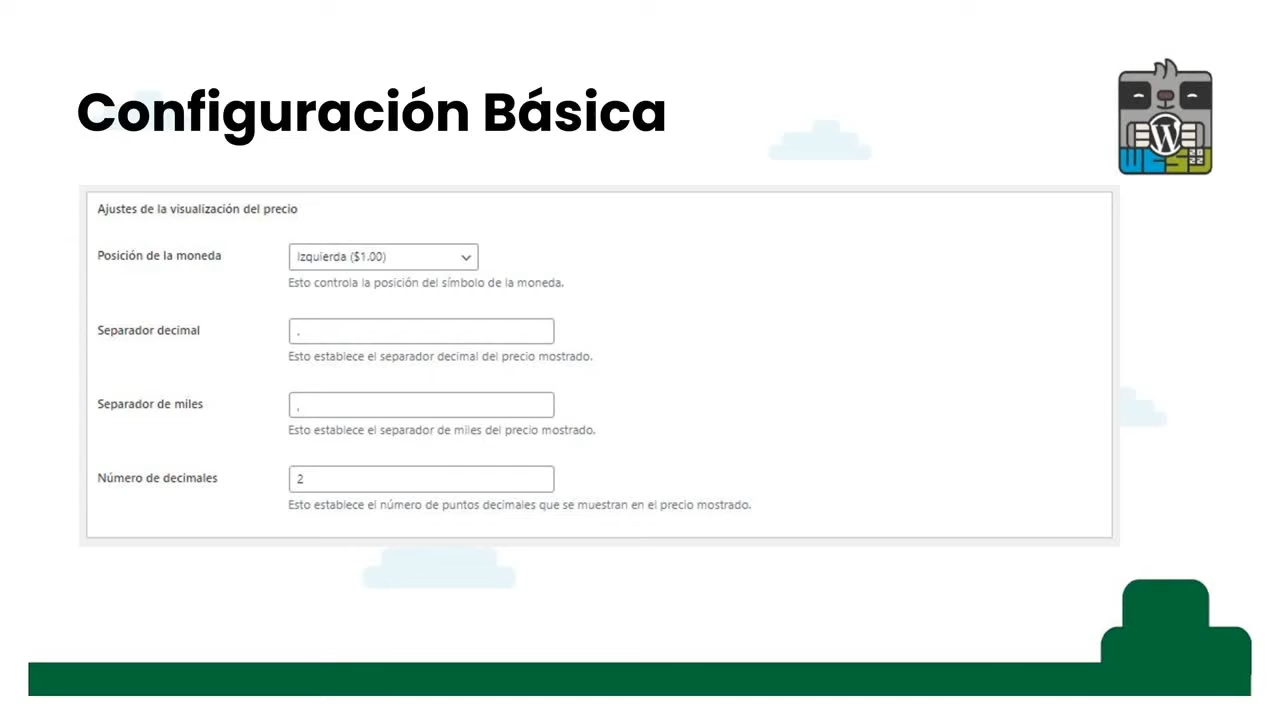 Configuración Básica
W
WCSJ
22
Ajustes de la visualización del precio
Posición de la moneda
Izquierda ($1.00)
Esto controla la posición del símbolo de la moneda.
Separador decimal
.
Esto establece el separador decimal del precio mostrado.
Separador de miles
,
Esto establece el separador de miles del precio mostrado.
Número de decimales
2
Esto establece el número de puntos decimales que se muestran en el precio mostrado.